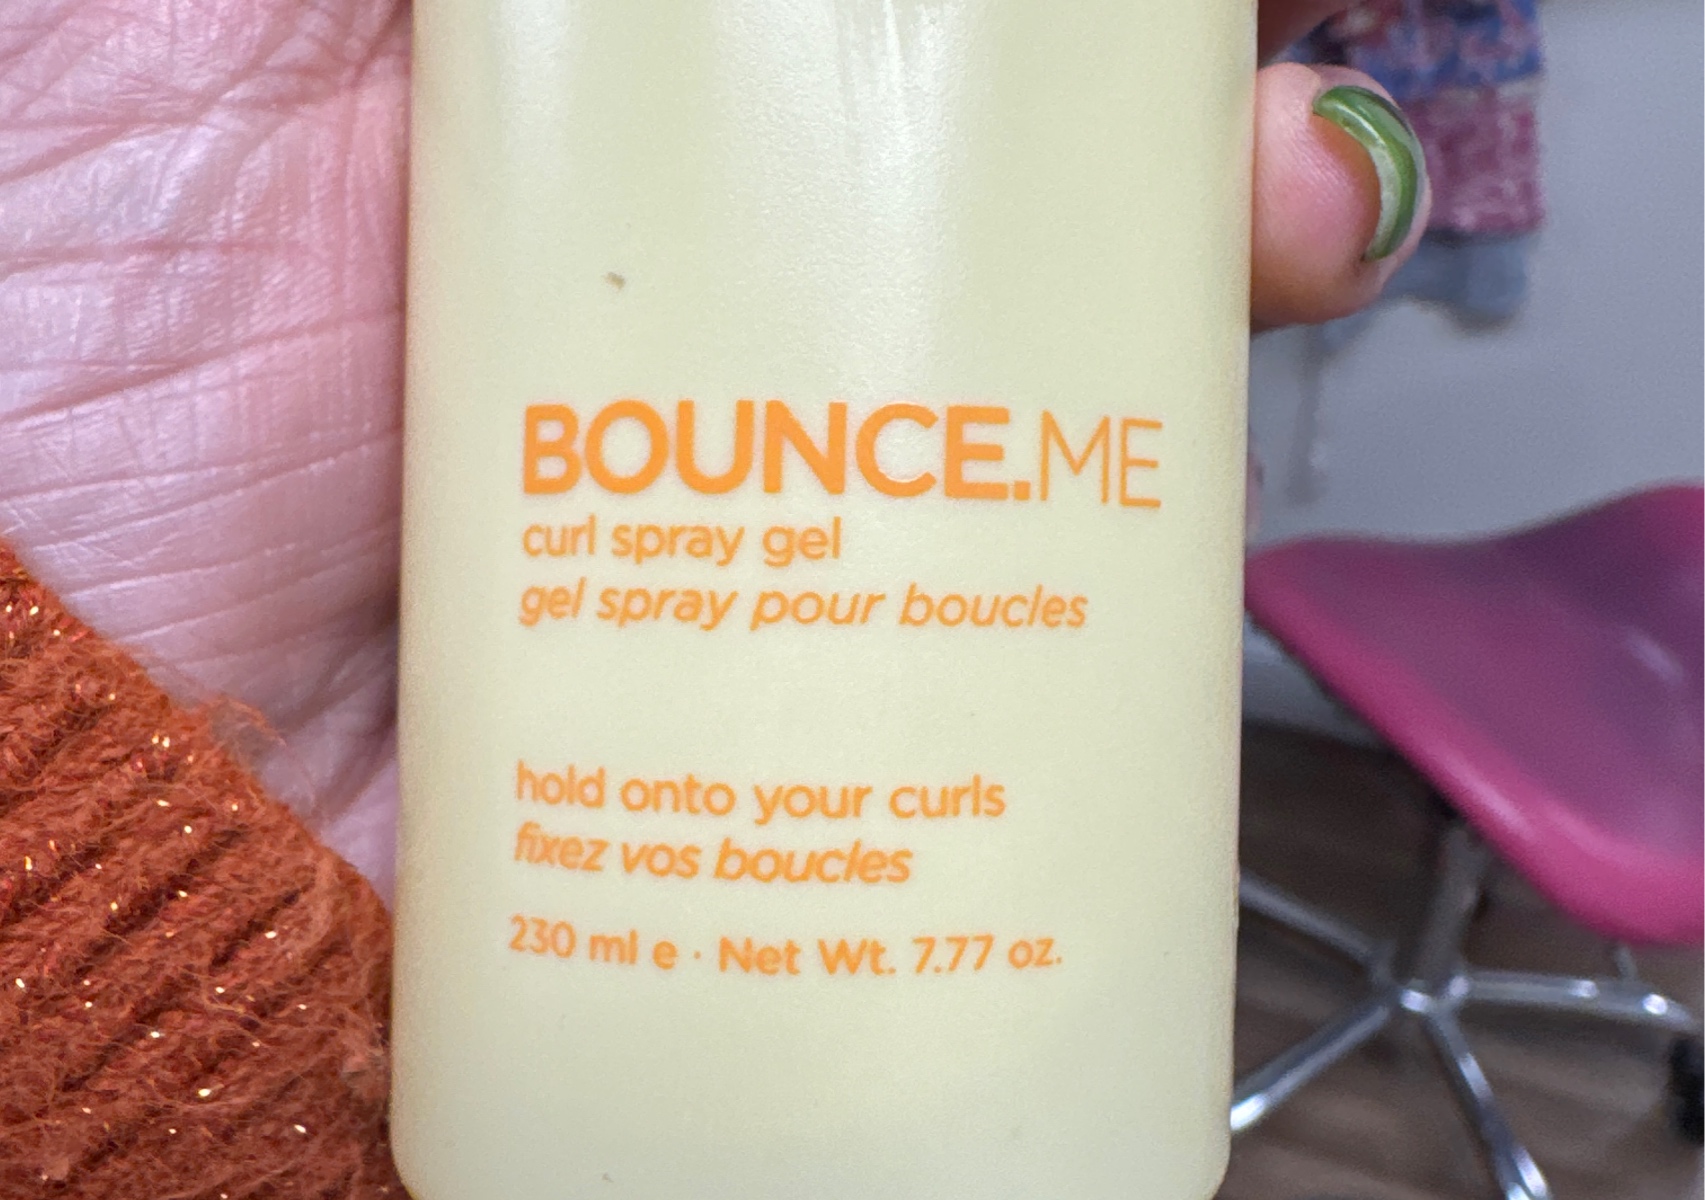 BOUNCE.ME
curl spray gel
gel spray pour boucles
hold onto your curls
fixez vos boucles
230 ml e · Net Wt. 7.77 oz.